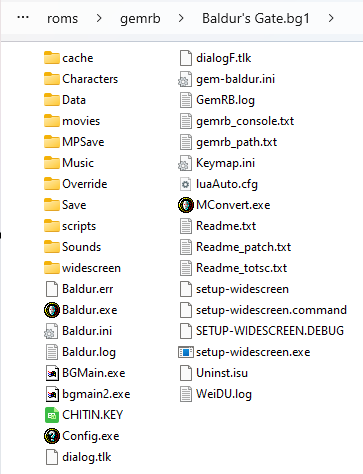 ... > roms > gemrb > Baldur's Gate.bg1 >
cache
Characters
Data
movies
MPSave
Music
Override
Save
scripts
Sounds
widescreen
Baldur.err
Baldur.exe
Baldur.ini
Baldur.log
BGMain.exe
bgmain2.exe
CHITIN.KEY
Config.exe
dialog.tlk
dialogF.tlk
gem-baldur.ini
GemRB.log
gemrb_console.txt
gemrb_path.txt
Keymap.ini
luaAuto.cfg
MConvert.exe
Readme.txt
Readme_patch.txt
Readme_totsc.txt
setup-widescreen
setup-widescreen.command
SETUP-WIDESCREEN.DEBUG
setup-widescreen.exe
Uninst.isu
WeiDU.log